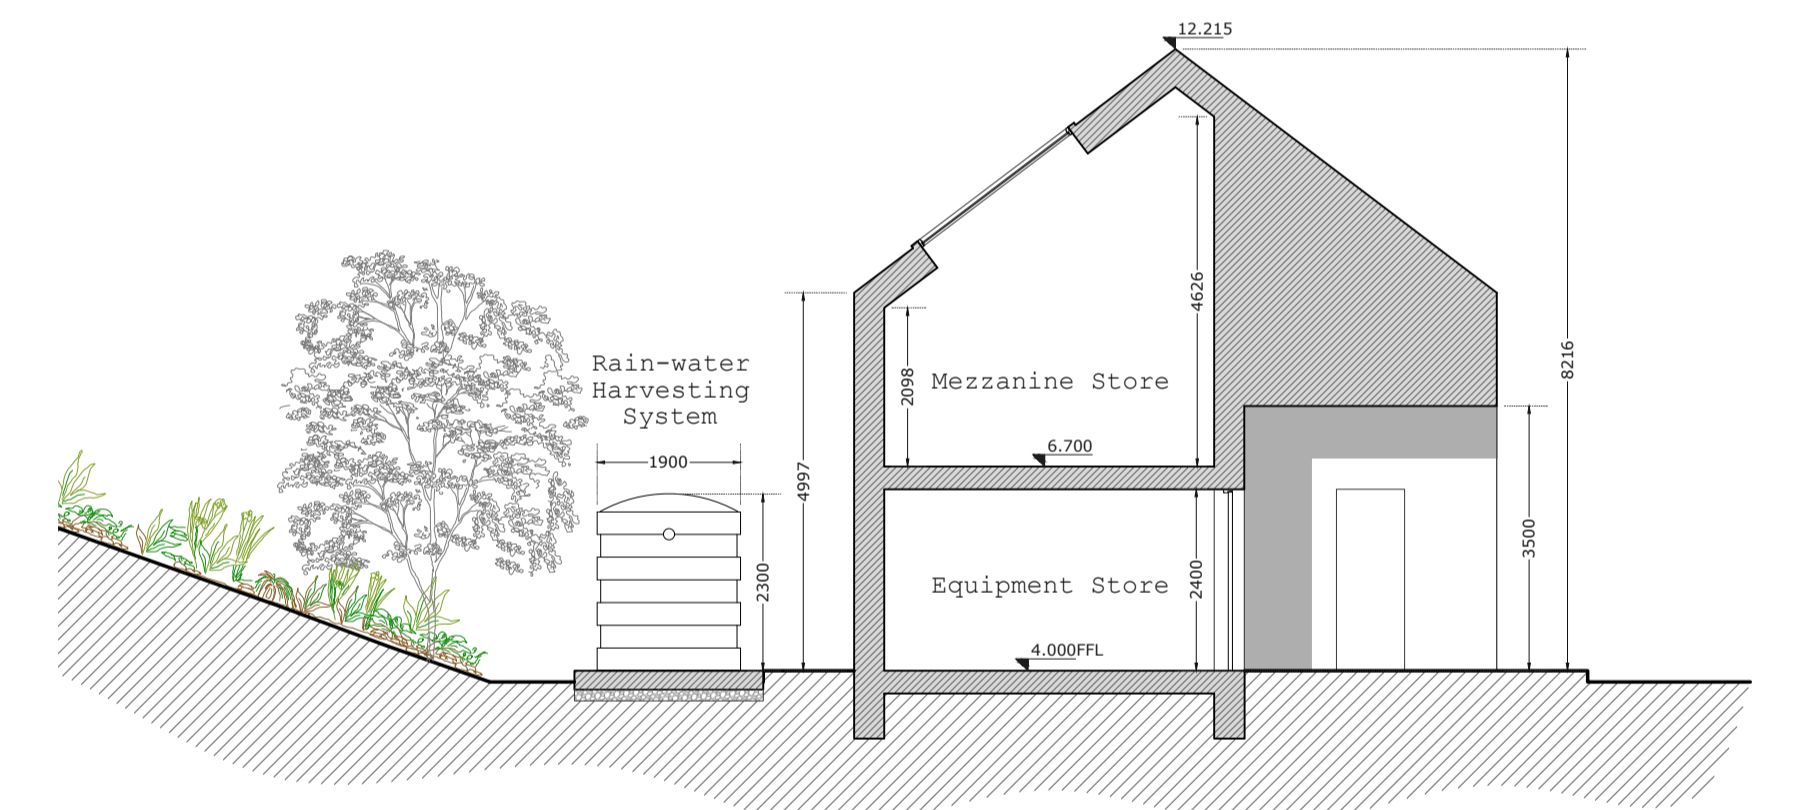 12.215
Rain-water
Harvesting
System
1900
2300
4997
2098
4626
Mezzanine Store
6.700
8216
3500
2400
Equipment Store
4.000FFL